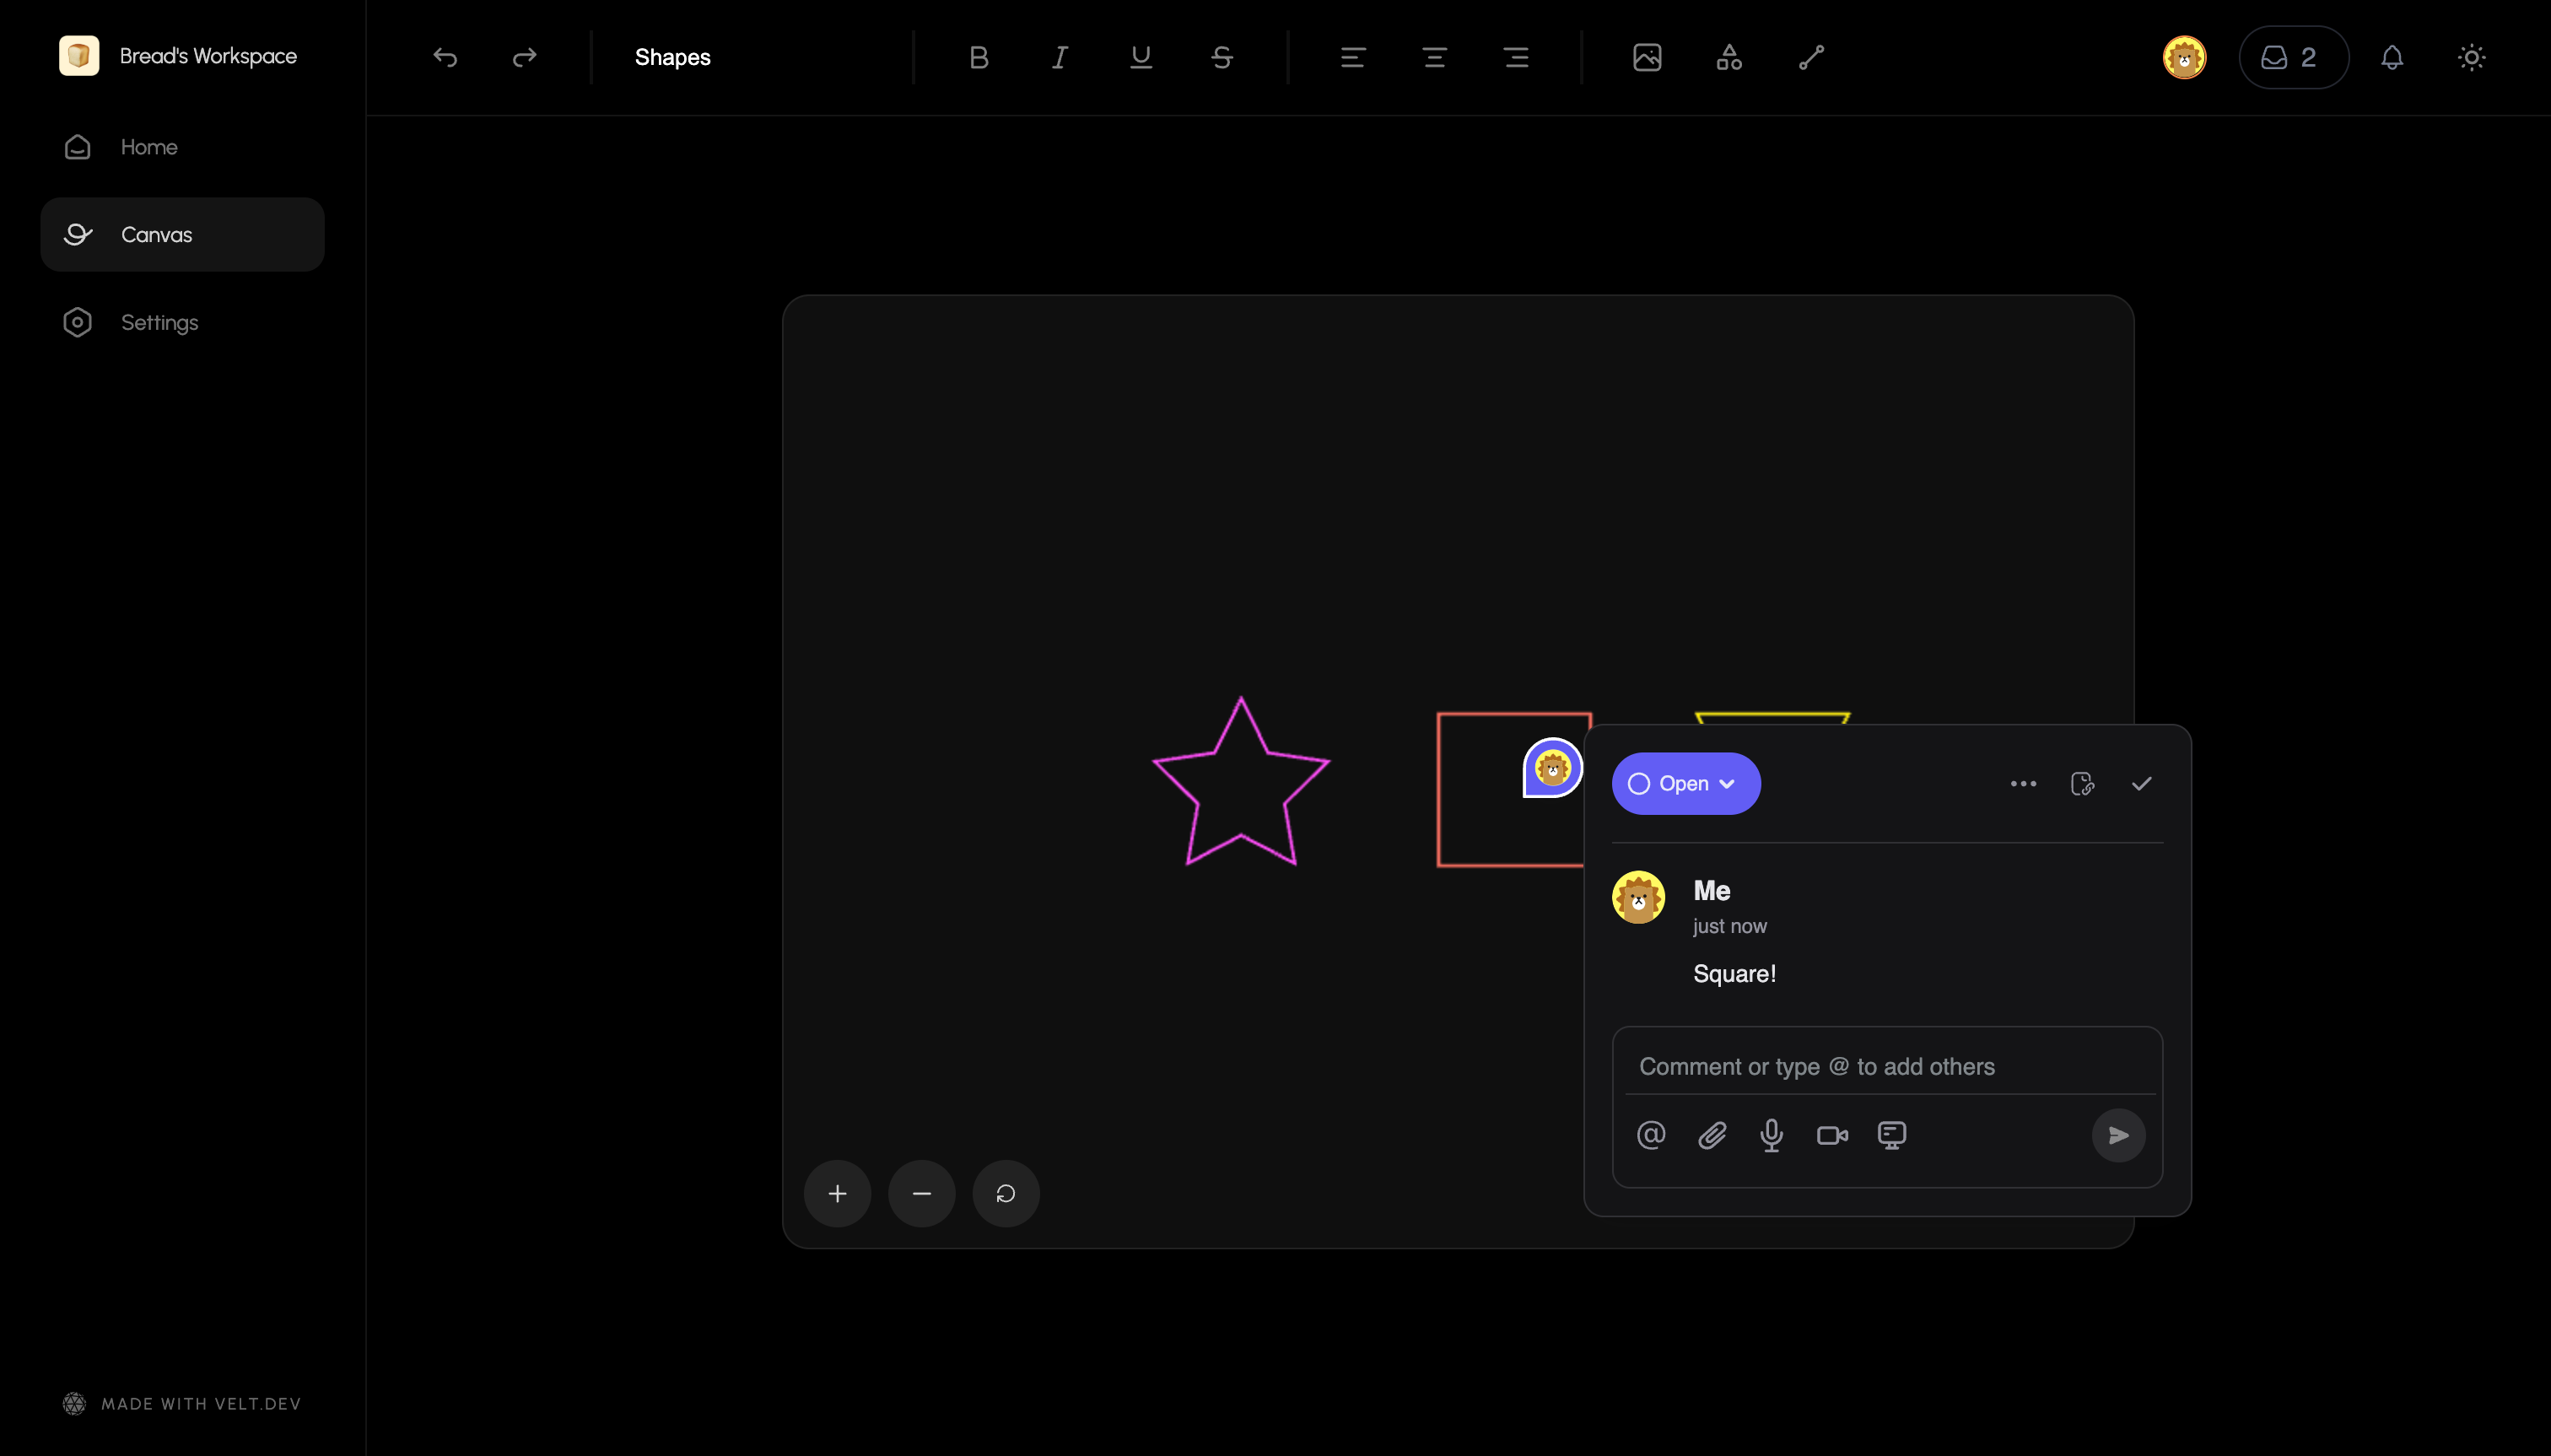 Bread's Workspace
Shapes
2
Home
Canvas
Settings
Open
Me
just now
Square!
Comment or type @ to add others
MADE WITH VELT.DEV